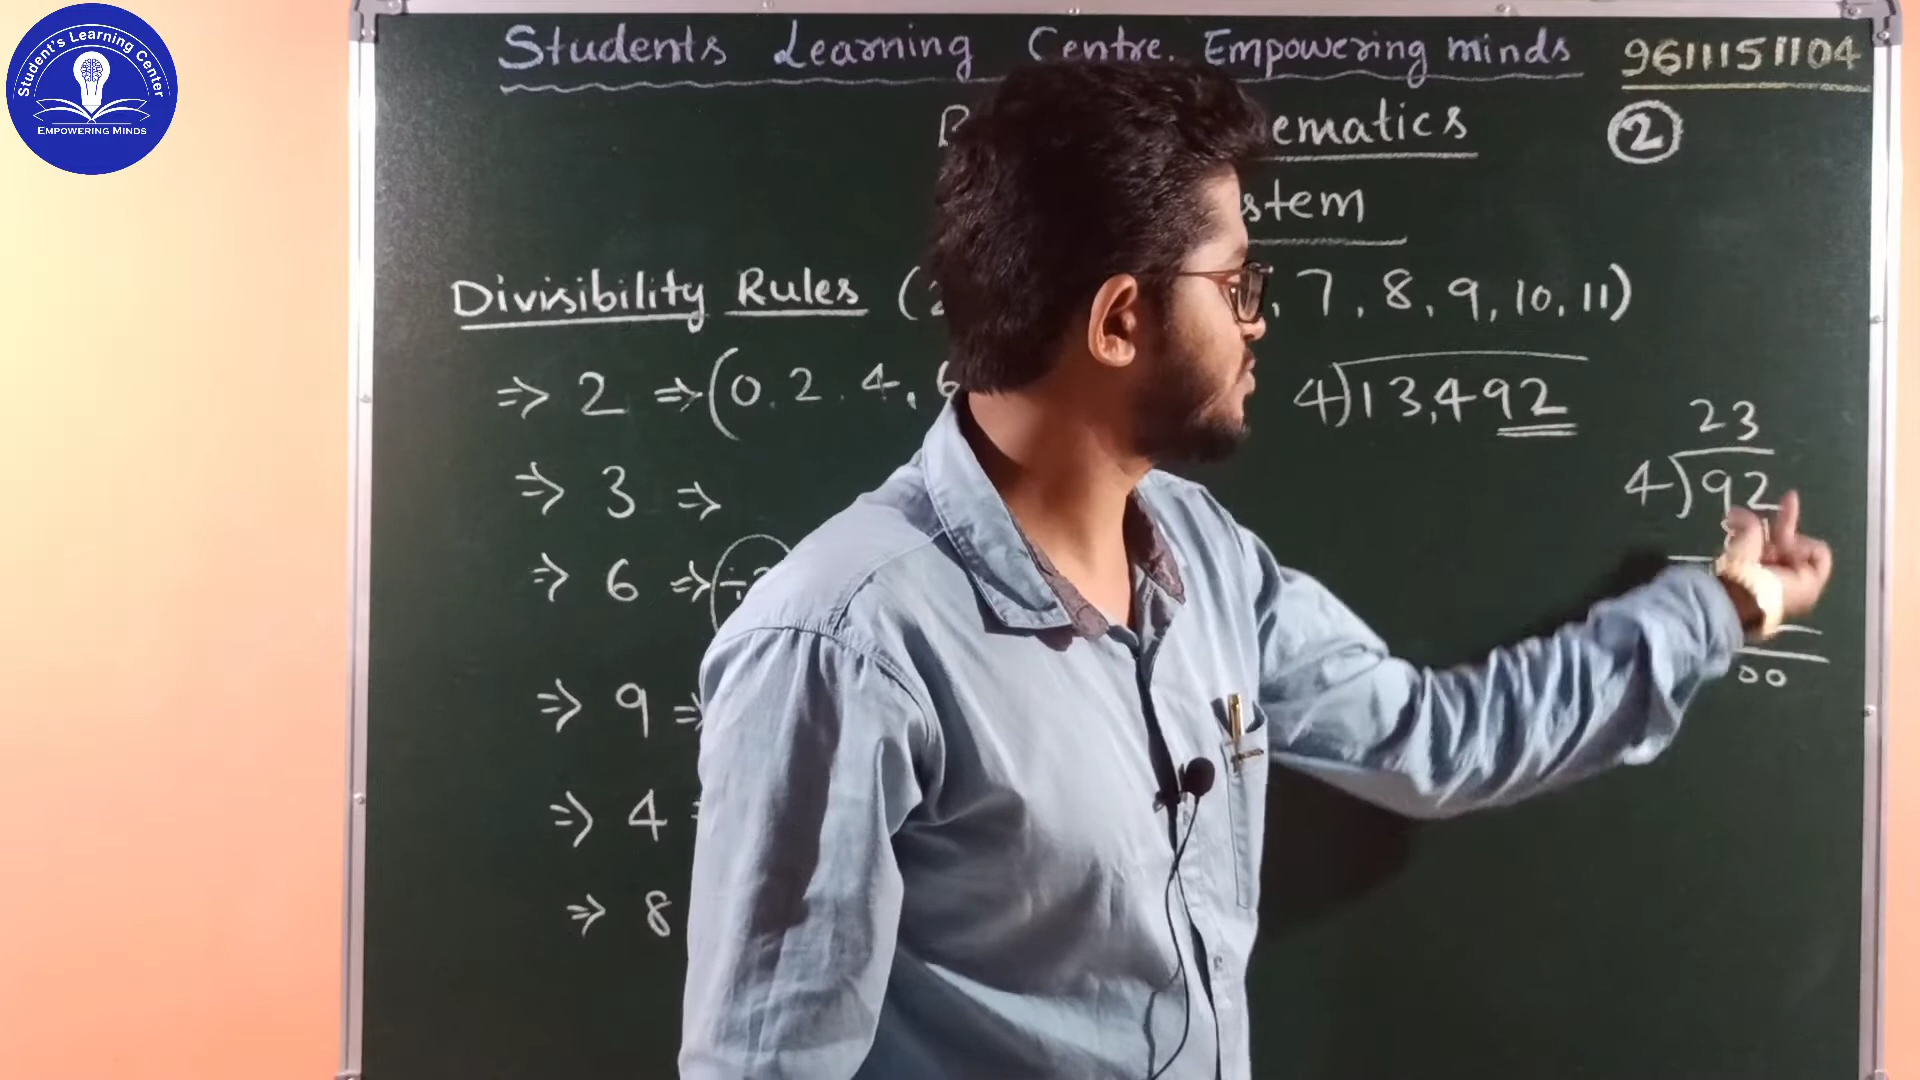 Student's Learning Center
EMPOWERING MINDS
Students Learning Centre. Empowering minds 9611151104
ematics
2
stem
Divisibility Rules ( 7, 8, 9, 10, 11)
⇒ 2 ⇒ (0, 2, 4, 6
4)13,492
23
4)92
⇒ 3 ⇒
⇒ 6 ⇒ ÷
00
⇒ 9 ⇒
⇒ 4
⇒ 8